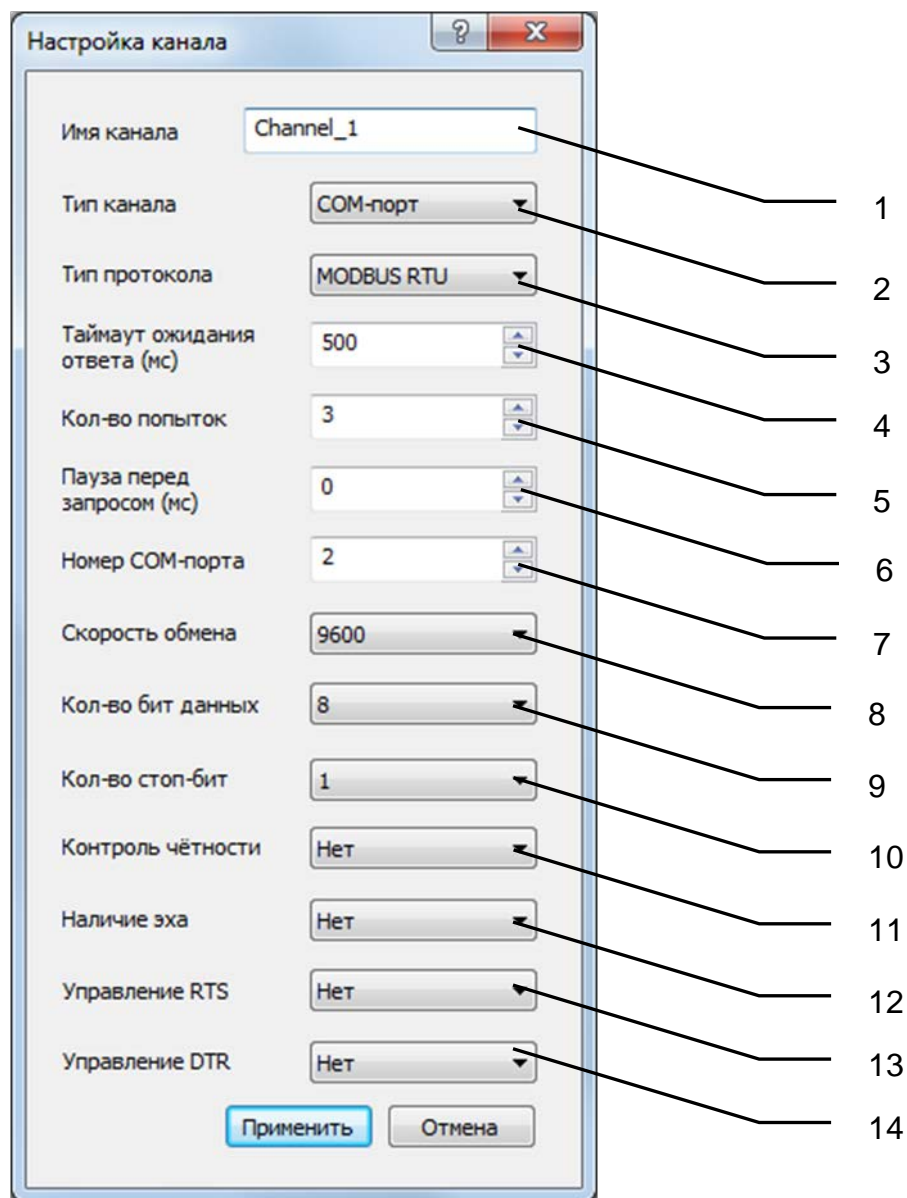 Настройка канала
?
Имя канала Channel_1
1
Тип канала COM-порт
2
Тип протокола MODBUS RTU
3
Таймаут ожидания
ответа (мс) 500
4
Кол-во попыток 3
5
Пауза перед
запросом (мс) 0
6
Номер COM-порта 2
7
Скорость обмена 9600
8
Кол-во бит данных 8
9
Кол-во стоп-бит 1
10
Контроль чётности Нет
11
Наличие эха Нет
12
Управление RTS Нет
13
Управление DTR Нет
14
Применить Отмена